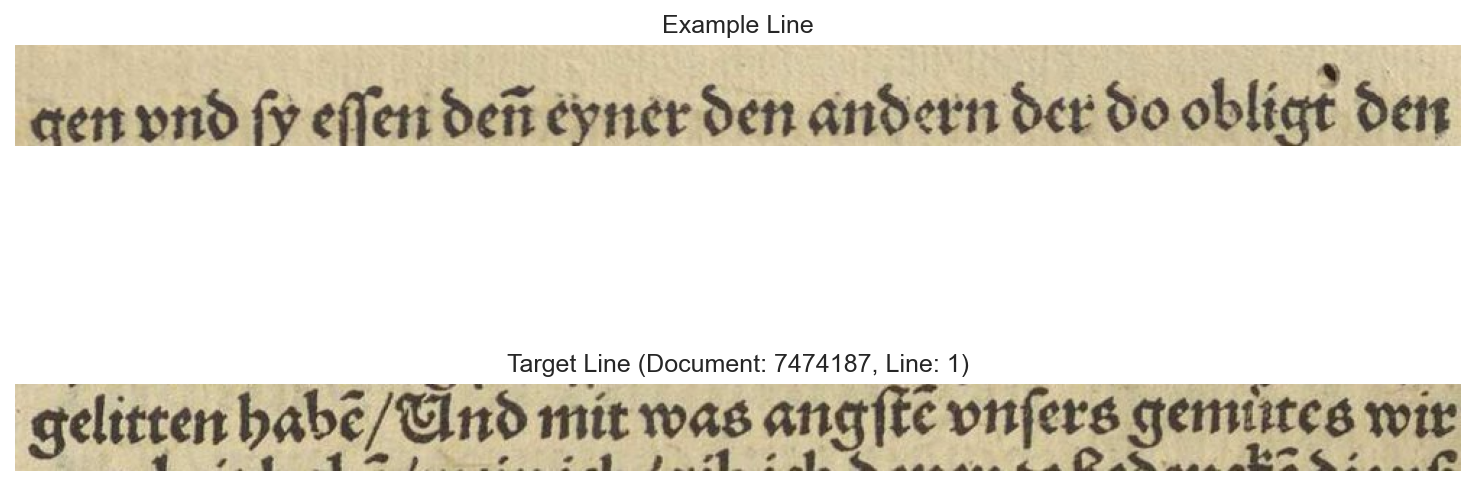 Example Line
gen vnd ſy eſſen den̄ eyner den andern der do obligt den
Target Line (Document: 7474187, Line: 1)
gelitten habē/Und mit was angſtē vnſers gemütes wir